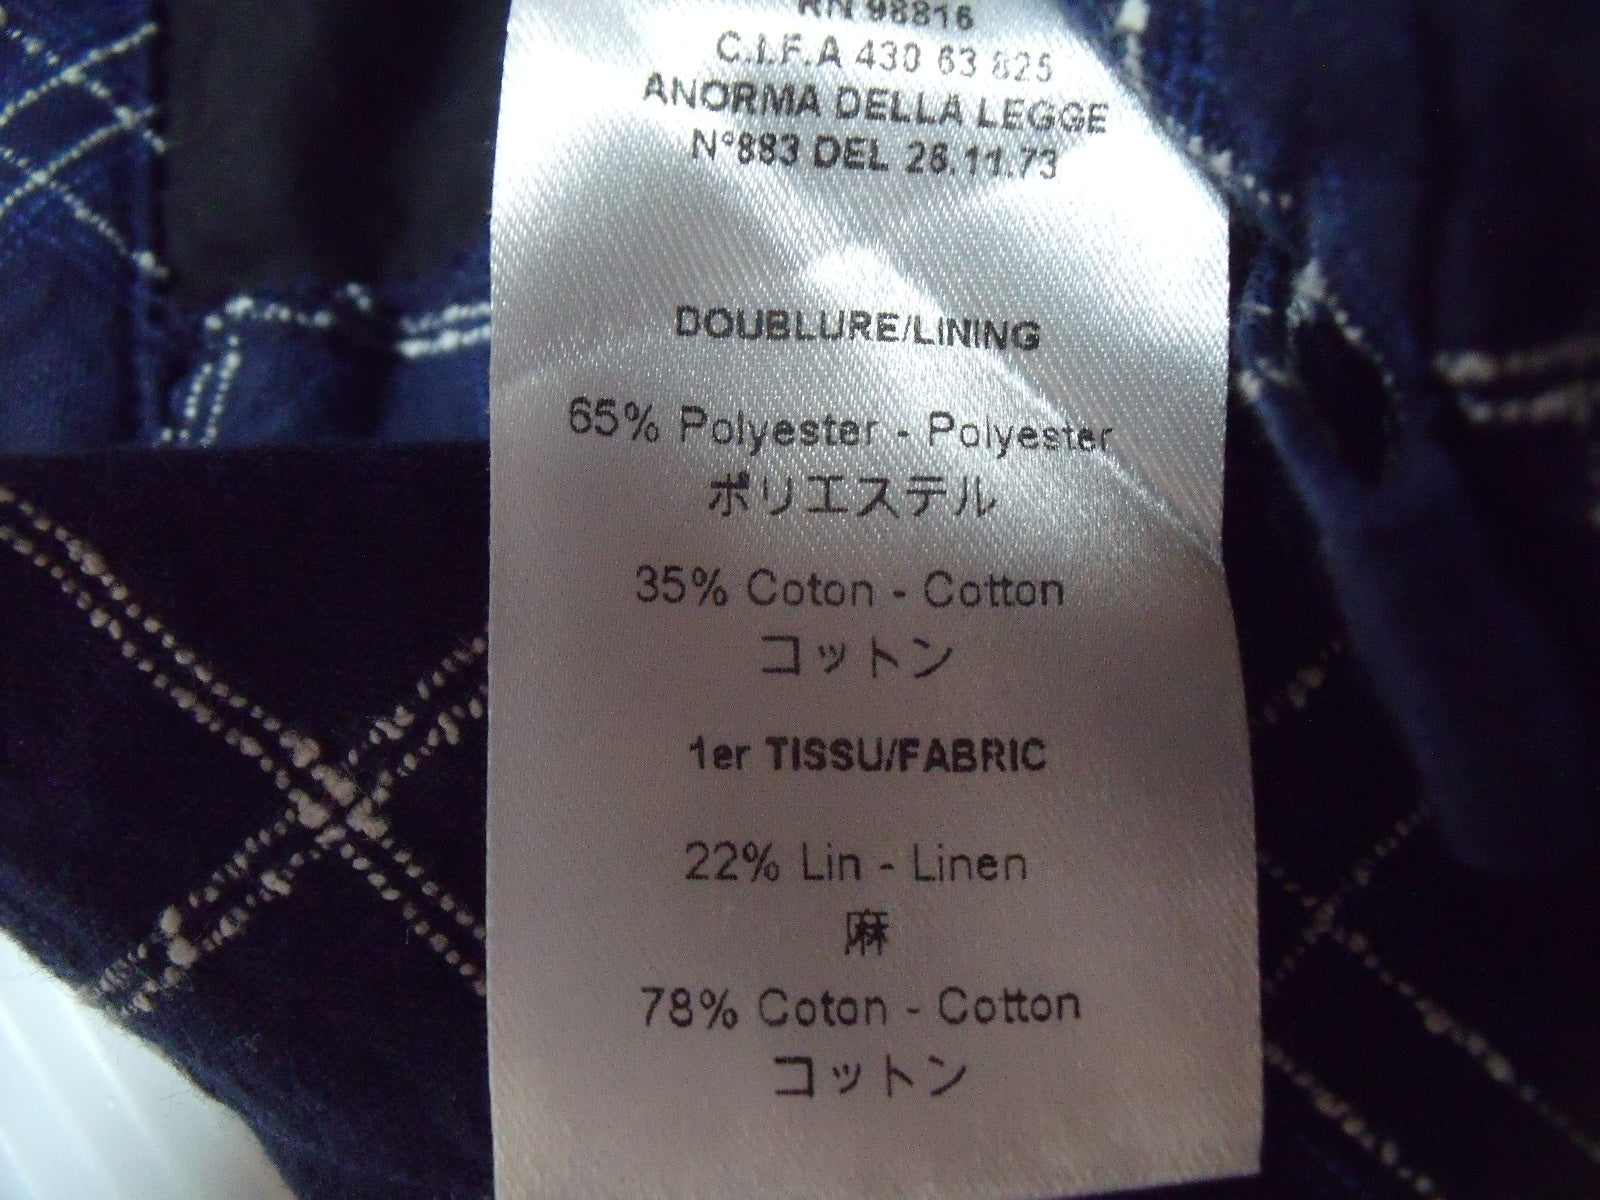 RN 98816
C.I.F.A 430 63 825
ANORMA DELLA LEGGE
N°883 DEL 26.11.73
DOUBLURE/LINING
65% Polyester - Polyester
ポリエステル
35% Coton - Cotton
コットン
1er TISSU/FABRIC
22% Lin - Linen
麻
78% Coton - Cotton
コットン